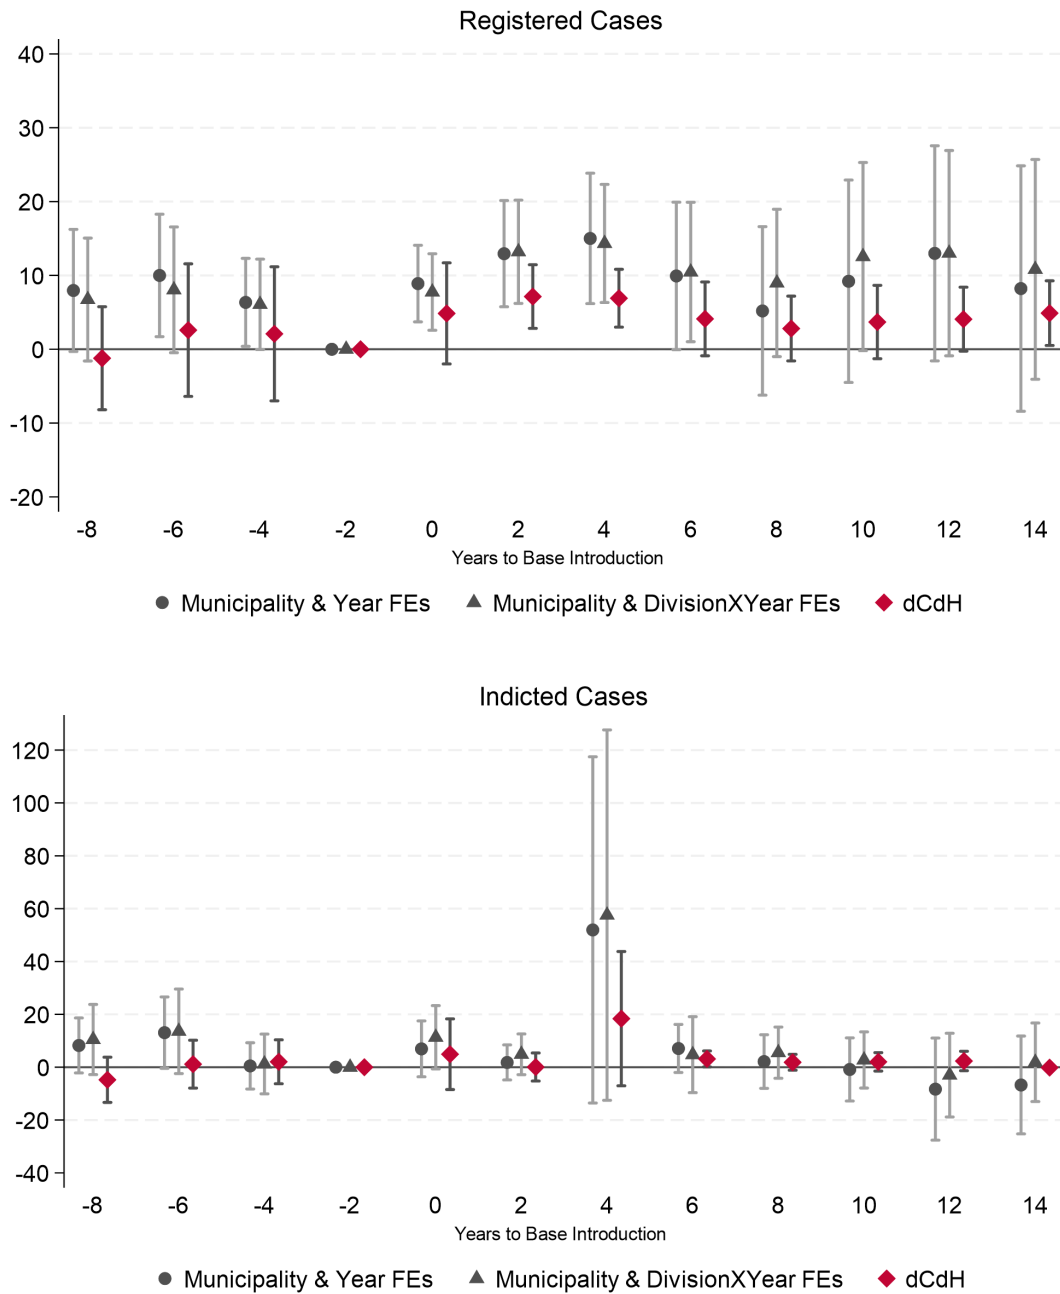 Registered Cases
40
30
20
10
0
-10
-20
-8 -6 -4 -2 0 2 4 6 8 10 12 14
Years to Base Introduction
Municipality & Year FEs Municipality & DivisionXYear FEs dCdH
Indicted Cases
120
100
80
60
40
20
0
-20
-40
-8 -6 -4 -2 0 2 4 6 8 10 12 14
Years to Base Introduction
Municipality & Year FEs Municipality & DivisionXYear FEs dCdH